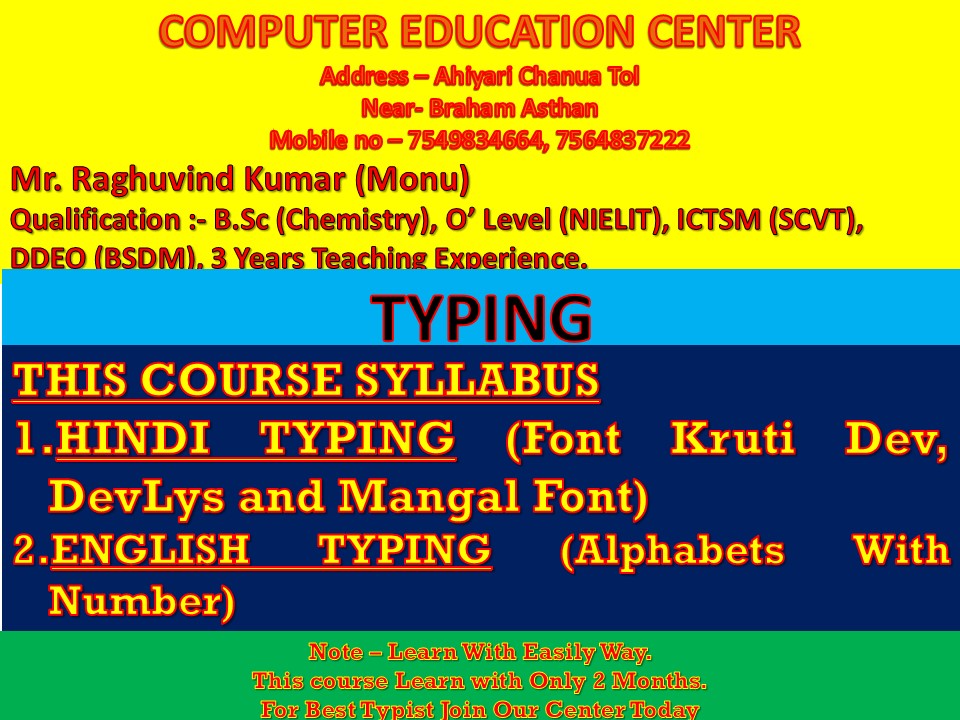 COMPUTER EDUCATION CENTER
Address – Ahiyari Chanua Tol
Near- Braham Asthan
Mobile no – 7549834664, 7564837222
Mr. Raghuvind Kumar (Monu)
Qualification :- B.Sc (Chemistry), O’ Level (NIELIT), ICTSM (SCVT),
DDEO (BSDM), 3 Years Teaching Experience.
TYPING
THIS COURSE SYLLABUS
1.HINDI TYPING (Font Kruti Dev,
DevLys and Mangal Font)
2.ENGLISH TYPING (Alphabets With
Number)
Note – Learn With Easily Way.
This course Learn with Only 2 Months.
For Best Typist Join Our Center Today